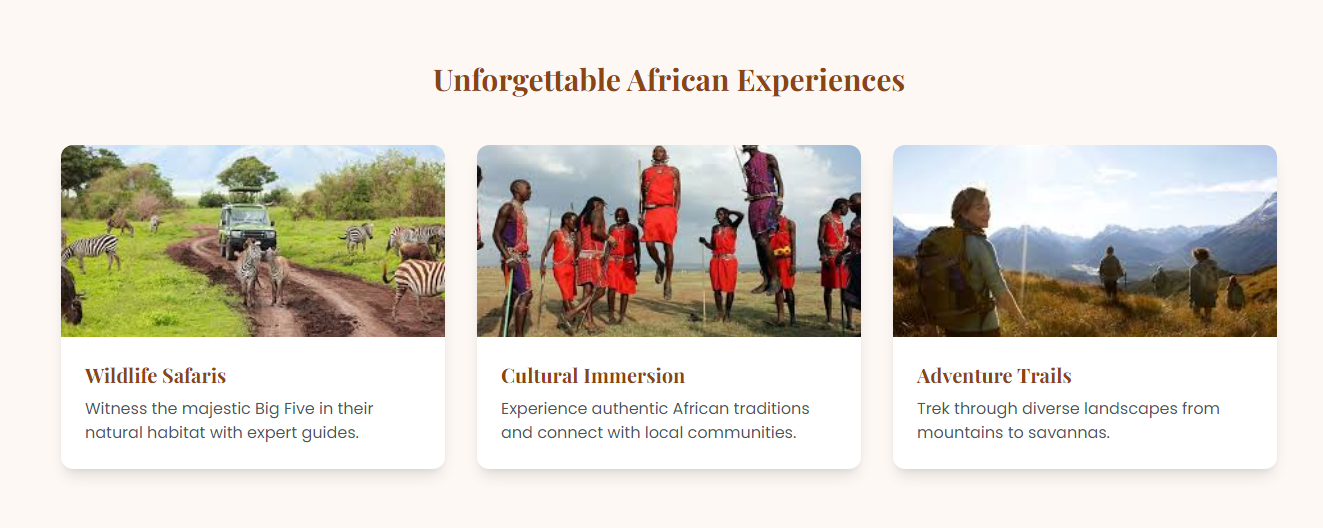 Unforgettable African Experiences
Wildlife Safaris
Witness the majestic Big Five in their
natural habitat with expert guides.
Cultural Immersion
Experience authentic African traditions
and connect with local communities.
Adventure Trails
Trek through diverse landscapes from
mountains to savannas.